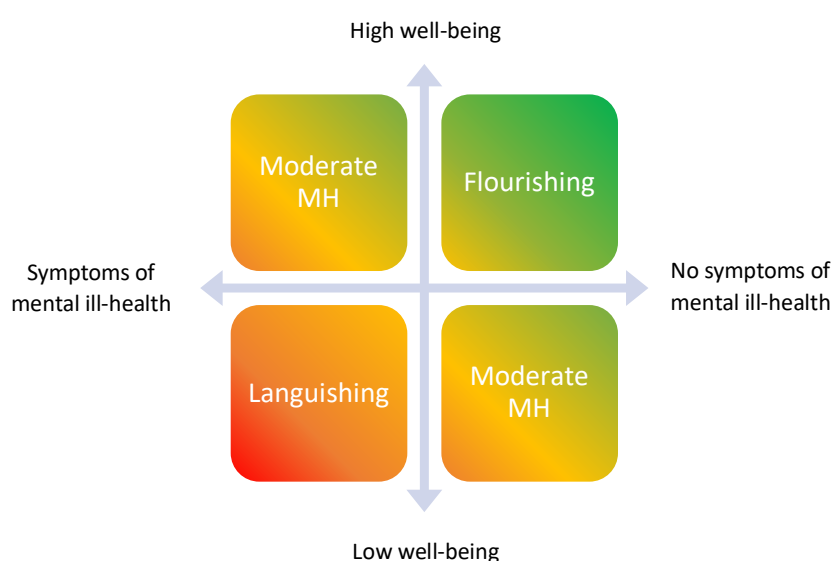 High well-being
Moderate
MH
Flourishing
Symptoms of
mental ill-health
No symptoms of
mental ill-health
Languishing
Moderate
MH
Low well-being